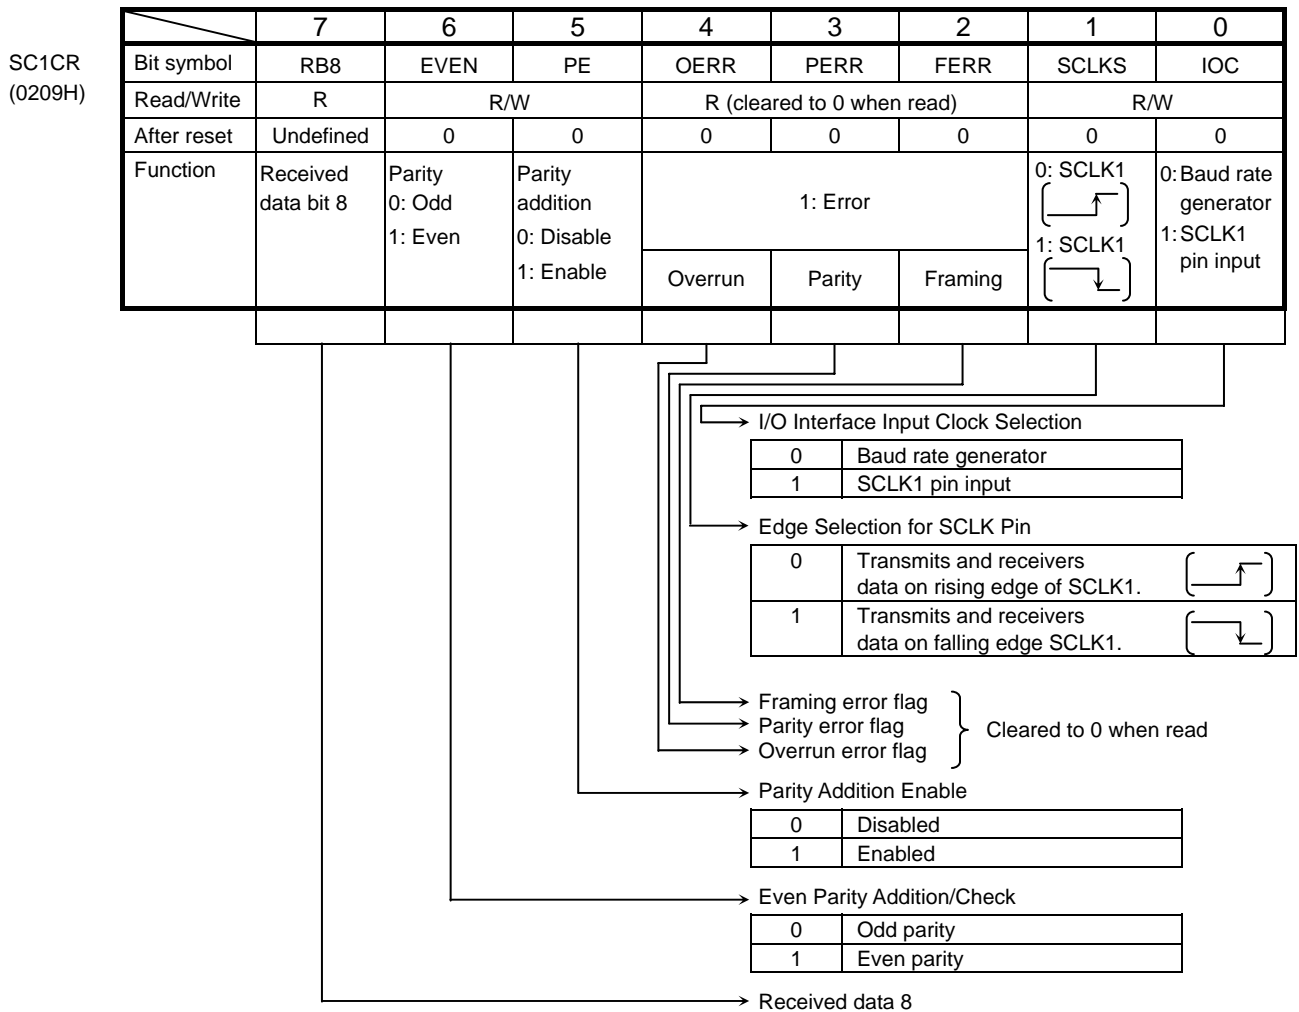 7 6 5 4 3 2 1 0
SC1CR
(0209H)
Bit symbol RB8 EVEN PE OERR PERR FERR SCLKS IOC
Read/Write R R/W R (cleared to 0 when read) R/W
After reset Undefined 0 0 0 0 0 0 0
Function
Received
data bit 8
Parity
0: Odd
1: Even
Parity
addition
0: Disable
1: Enable
1: Error
Overrun Parity Framing
0: SCLK1
1: SCLK1
0: Baud rate
generator
1: SCLK1
pin input
I/O Interface Input Clock Selection
0 Baud rate generator
1 SCLK1 pin input
Edge Selection for SCLK Pin
0 Transmits and receivers
data on rising edge of SCLK1.
1 Transmits and receivers
data on falling edge SCLK1.
Framing error flag
Parity error flag
Overrun error flag
Cleared to 0 when read
Parity Addition Enable
0 Disabled
1 Enabled
Even Parity Addition/Check
0 Odd parity
1 Even parity
Received data 8